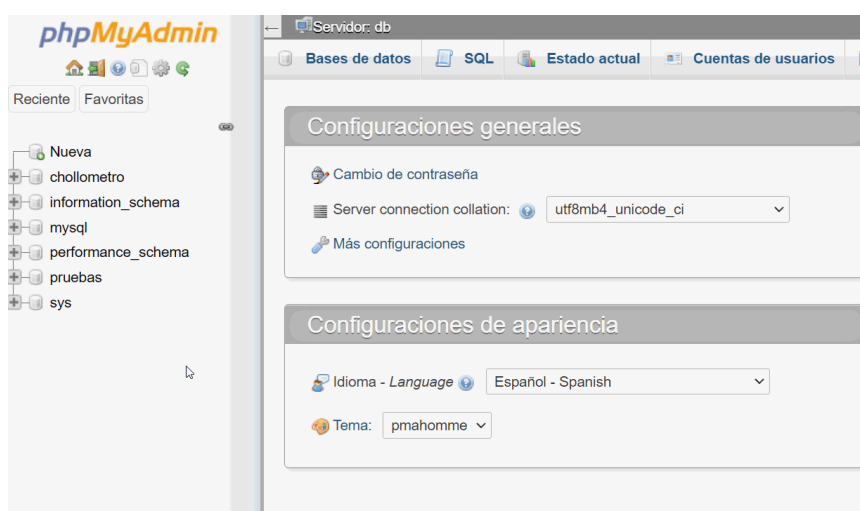 phpMyAdmin
Reciente Favoritas
Nueva
chollometro
information_schema
mysql
performance_schema
pruebas
sys
← Servidor: db
Bases de datos SQL Estado actual Cuentas de usuarios
Configuraciones generales
Cambio de contraseña
Server connection collation: utf8mb4_unicode_ci
Más configuraciones
Configuraciones de apariencia
Idioma - Language Español - Spanish
Tema: pmahomme